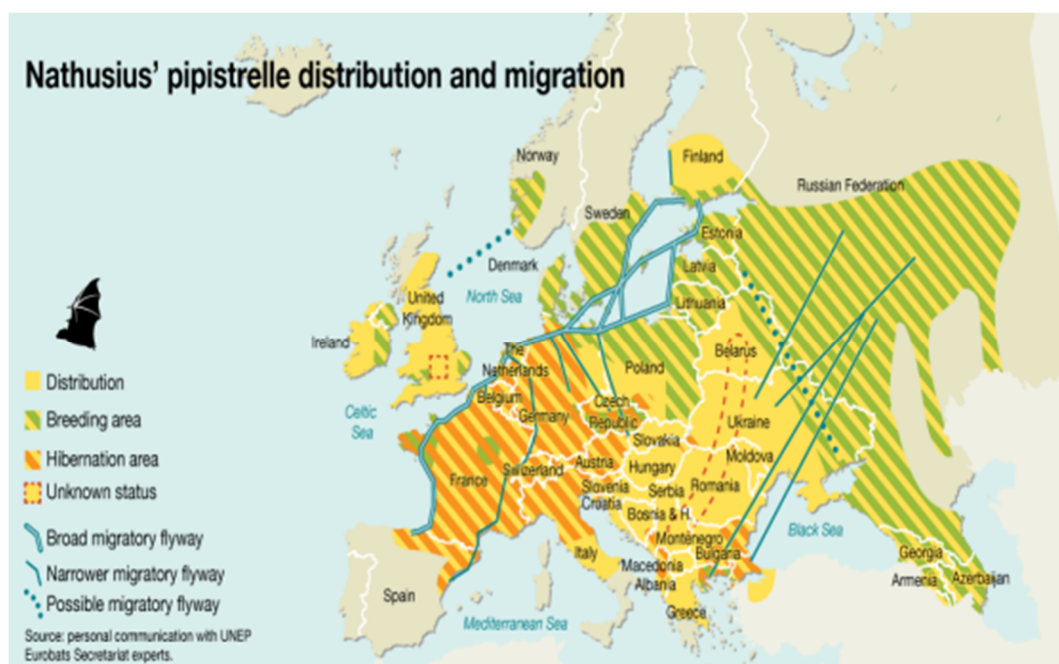 Nathusius' pipistrelle distribution and migration
Norway
Finland
Russian Federation
Sweden
Estonia
Denmark
Latvia
North Sea
United
Kingdom
Lithuania
Ireland
The
Netherlands
Belarus
Poland
Distribution
Belgium
Czech
Republic
Celtic
Sea
Germany
Ukraine
Breeding area
Slovakia
Moldova
Hibernation area
France
Switzerland
Austria
Hungary
Unknown status
Slovenia
Serbia
Romania
Croatia
Bosnia & H.
Black Sea
Broad migratory flyway
Montenegro
Bulgaria
Italy
Georgia
Narrower migratory flyway
Macedonia
Armenia
Azerbaijan
Albania
Possible migratory flyway
Spain
Greece
Mediterranean Sea
Source: personal communication with UNEP
Eurobats Secretariat experts.